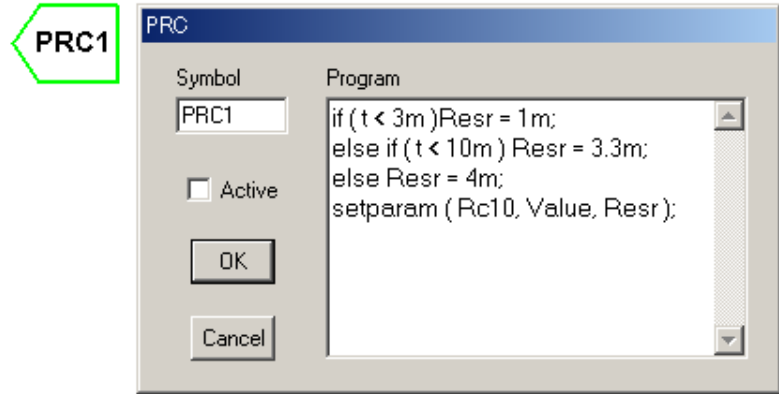 PRC1
PRC
Symbol
PRC1
Active
OK
Cancel
Program
if ( t < 3m )Resr = 1m;
else if ( t < 10m ) Resr = 3.3m;
else Resr = 4m;
setparam ( Rc10, Value, Resr );